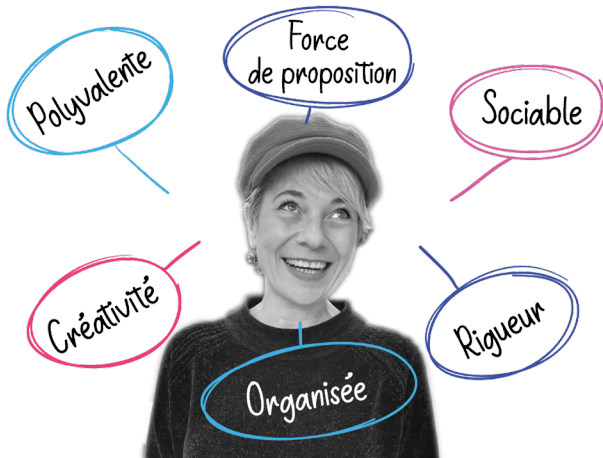 Polyvalente
Force
de proposition
Sociable
Créativité
Organisée
Rigueur